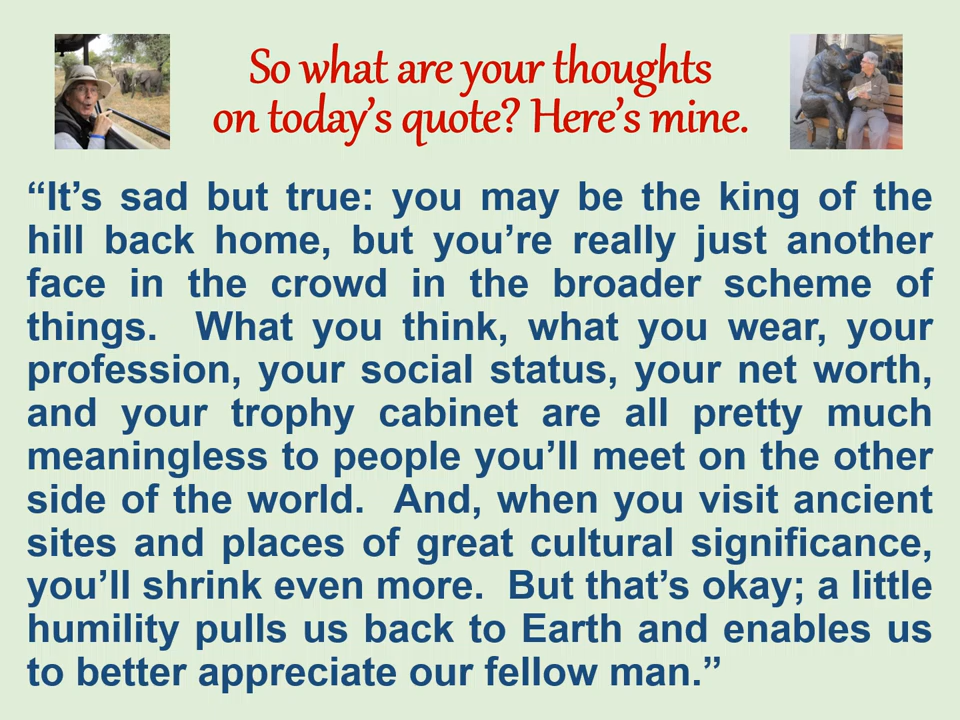 So what are your thoughts
on today’s quote? Here’s mine.
“It’s sad but true: you may be the king of the
hill back home, but you’re really just another
face in the crowd in the broader scheme of
things.  What you think, what you wear, your
profession, your social status, your net worth,
and your trophy cabinet are all pretty much
meaningless to people you’ll meet on the other
side of the world.  And, when you visit ancient
sites and places of great cultural significance,
you’ll shrink even more.  But that’s okay; a little
humility pulls us back to Earth and enables us
to better appreciate our fellow man.”